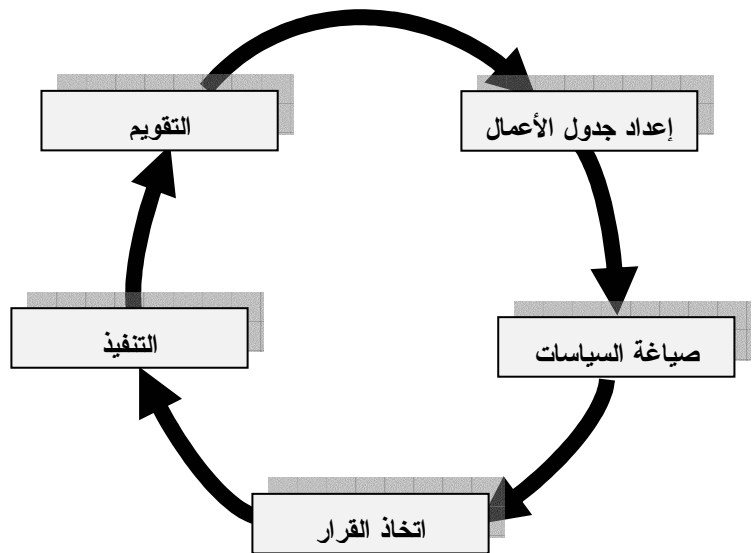 إعداد جدول الأعمال
التقويم
صياغة السياسات
التنفيذ
اتخاذ القرار